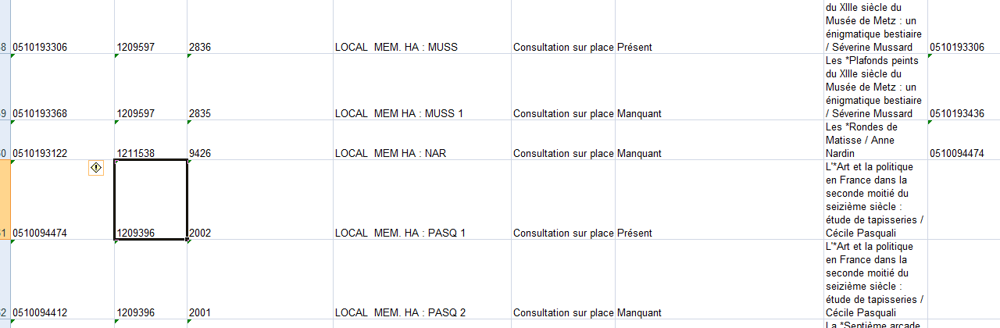 du XIIIe siècle du
Musée de Metz : un
énigmatique bestiaire
8 0510193306 1209597 2836 LOCAL MEM. HA : MUSS Consultation sur place Présent / Séverine Mussard 0510193306
Les *Plafonds peints
du XIIIe siècle du
Musée de Metz : un
énigmatique bestiaire
9 0510193368 1209597 2835 LOCAL MEM HA : MUSS 1 Consultation sur place Manquant / Séverine Mussard 0510193436
Les *Rondes de
Matisse / Anne
0 0510193122 1211538 9426 LOCAL MEM HA : NAR Consultation sur place Manquant Nardin 0510094474
L'*Art et la politique
en France dans la
seconde moitié du
seizième siècle :
étude de tapisseries /
1 0510094474 1209396 2002 LOCAL MEM. HA : PASQ 1 Consultation sur place Présent Cécile Pasquali
L'*Art et la politique
en France dans la
seconde moitié du
seizième siècle :
étude de tapisseries /
2 0510094412 1209396 2001 LOCAL MEM. HA : PASQ 2 Consultation sur place Manquant Cécile Pasquali
La *Septième arcade